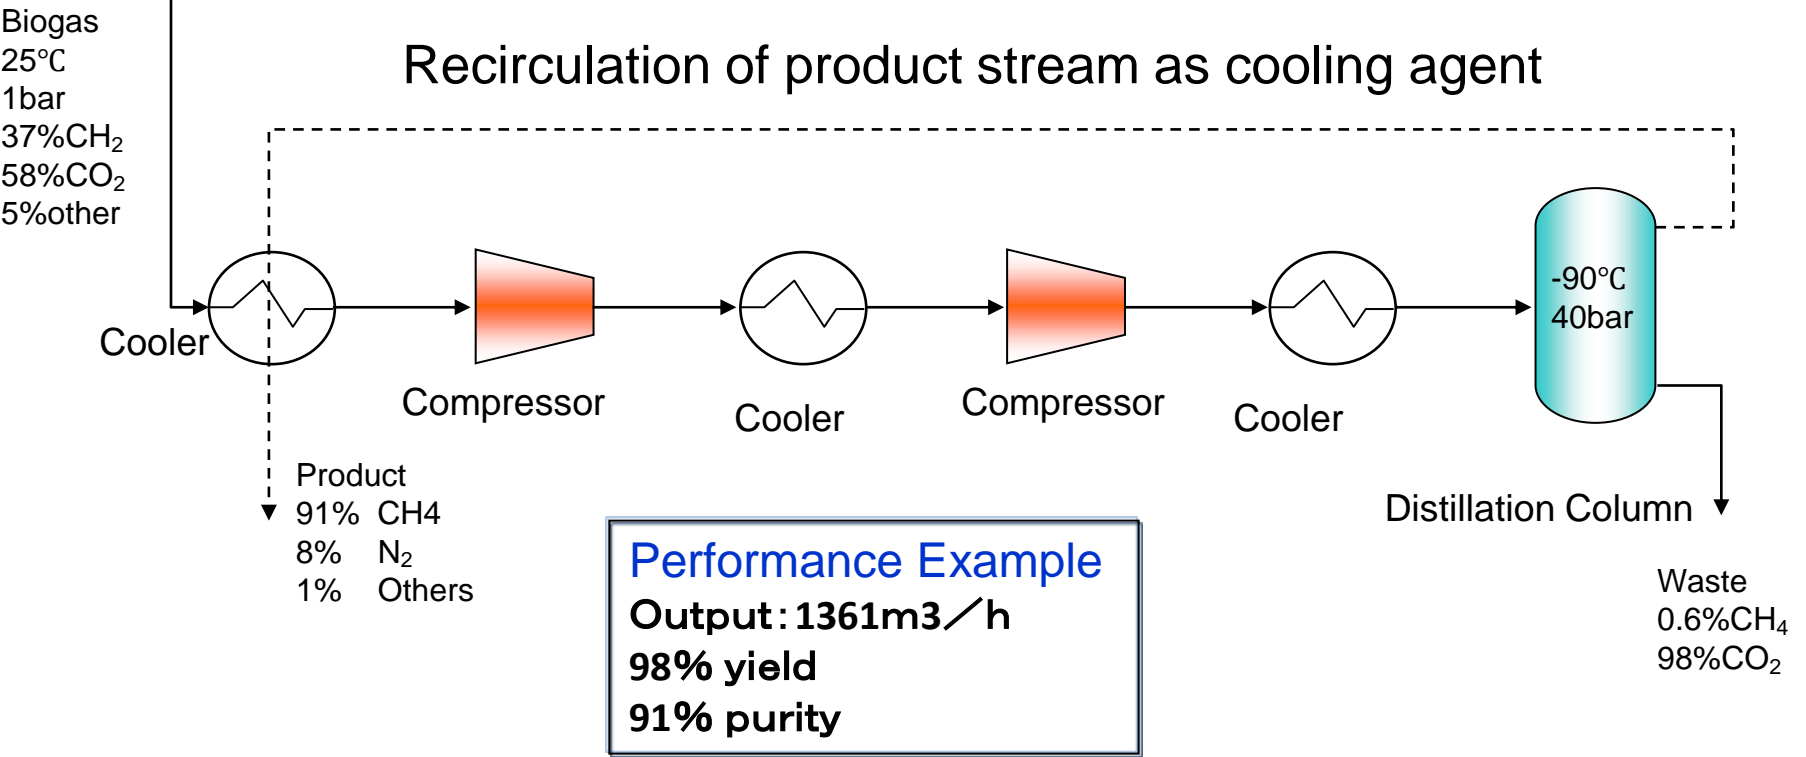 Biogas
25℃
1bar
37%CH₂
58%CO₂
5%other
Recirculation of product stream as cooling agent
-90℃
40bar
Cooler
Compressor
Cooler
Compressor
Cooler
Distillation Column
Product
91% CH4
8% N₂
1% Others
Performance Example
Output：1361m3／h
98% yield
91% purity
Waste
0.6%CH₄
98%CO₂